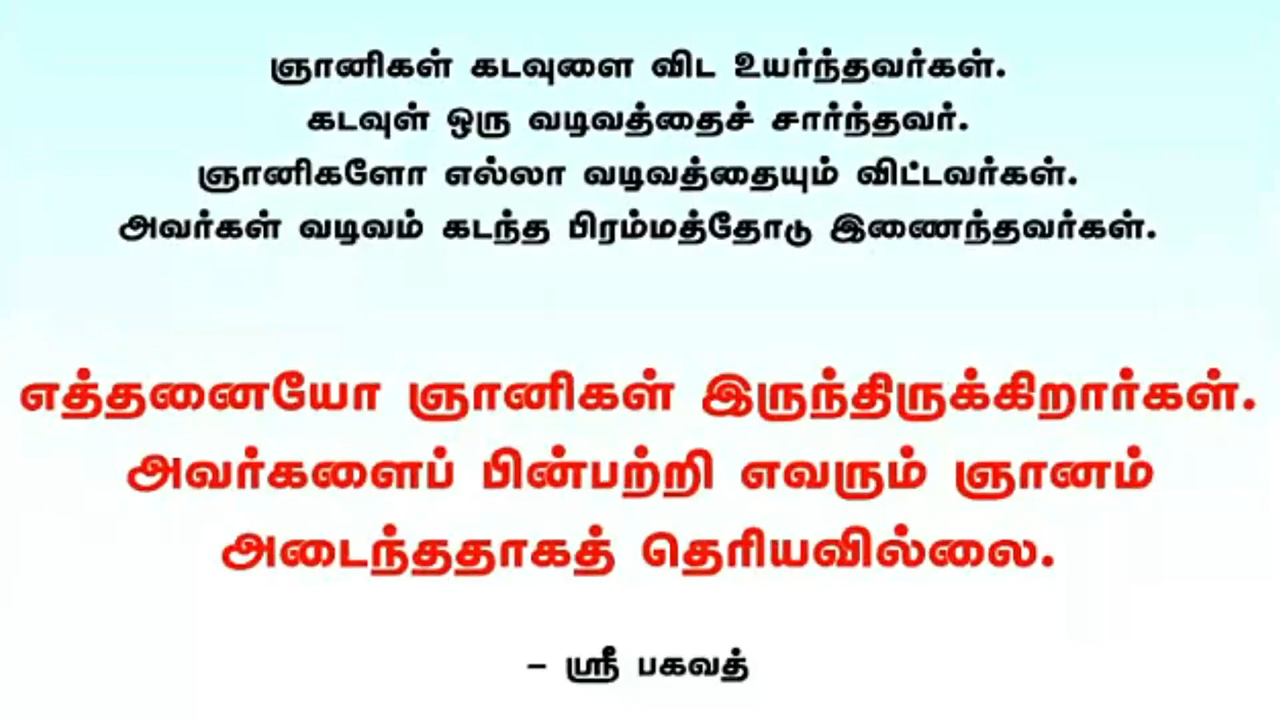 ஞானிகள் கடவுளை விட உயர்ந்தவர்கள்.
கடவுள் ஒரு வடிவத்தைச் சார்ந்தவர்.
ஞானிகளோ எல்லா வடிவத்தையும் விட்டவர்கள்.
அவர்கள் வடிவம் கடந்த பிரம்மத்தோடு இணைந்தவர்கள்.
எத்தனையோ ஞானிகள் இருந்திருக்கிறார்கள்.
அவர்களைப் பின்பற்றி எவரும் ஞானம்
அடைந்ததாகத் தெரியவில்லை.
– ஸ்ரீ பகவத்